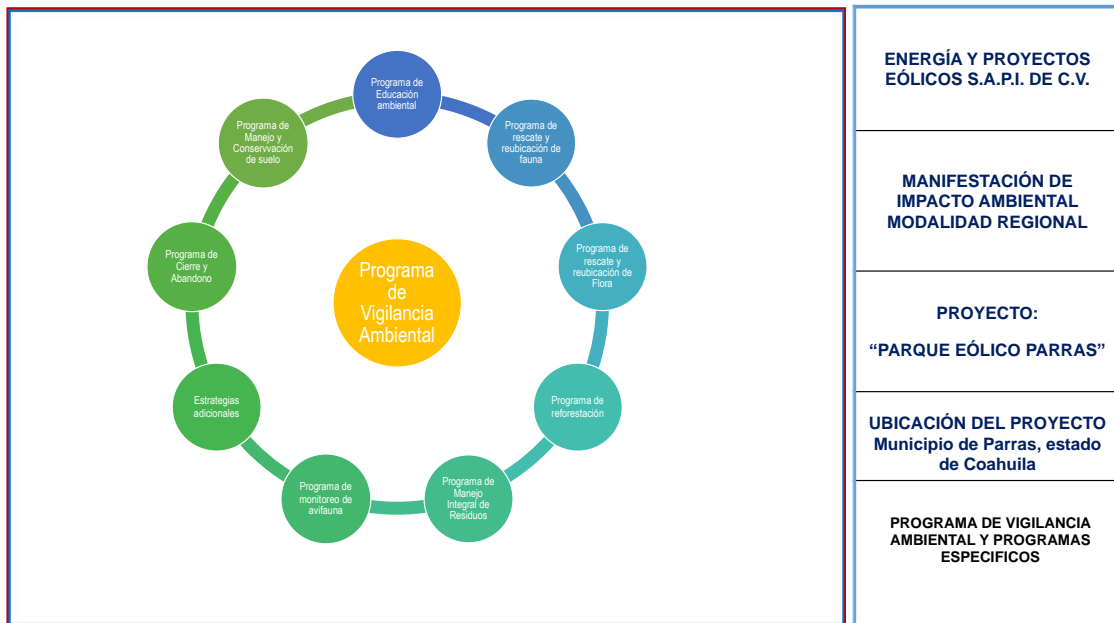 Programa de
Educación
ambiental
Programa de
rescate y
reubicación de
fauna
Programa de
rescate y
reubicación de
Flora
Programa de
reforestación
Programa de
Manejo
Integral de
Residuos
Programa de
monitoreo de
avifauna
Estrategias
adicionales
Programa de
Cierre y
Abandono
Programa de
Manejo y
Conservvación
de suelo
Programa
de
Vigilancia
Ambiental
ENERGÍA Y PROYECTOS
EÓLICOS S.A.P.I. DE C.V.
MANIFESTACIÓN DE
IMPACTO AMBIENTAL
MODALIDAD REGIONAL
PROYECTO:
“PARQUE EÓLICO PARRAS”
UBICACIÓN DEL PROYECTO
Municipio de Parras, estado
de Coahuila
PROGRAMA DE VIGILANCIA
AMBIENTAL Y PROGRAMAS
ESPECIFICOS